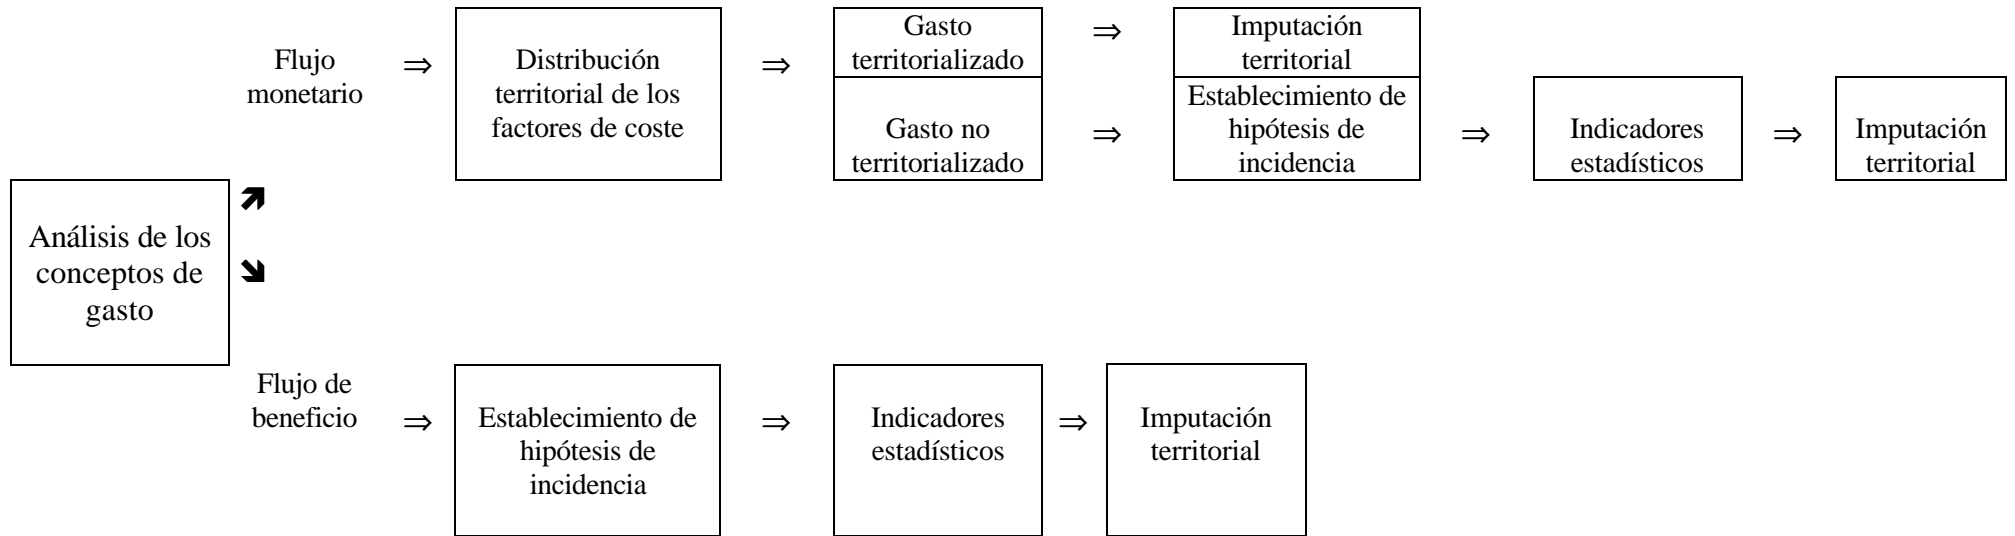 Análisis de los
conceptos de
gasto
Flujo
monetario
⇒
Distribución
territorial de los
factores de coste
⇒
Gasto
territorializado
⇒
Imputación
territorial
Gasto no
territorializado
⇒
Establecimiento de
hipótesis de
incidencia
⇒
Indicadores
estadísticos
⇒
Imputación
territorial
Flujo de
beneficio
⇒
Establecimiento de
hipótesis de
incidencia
⇒
Indicadores
estadísticos
⇒
Imputación
territorial